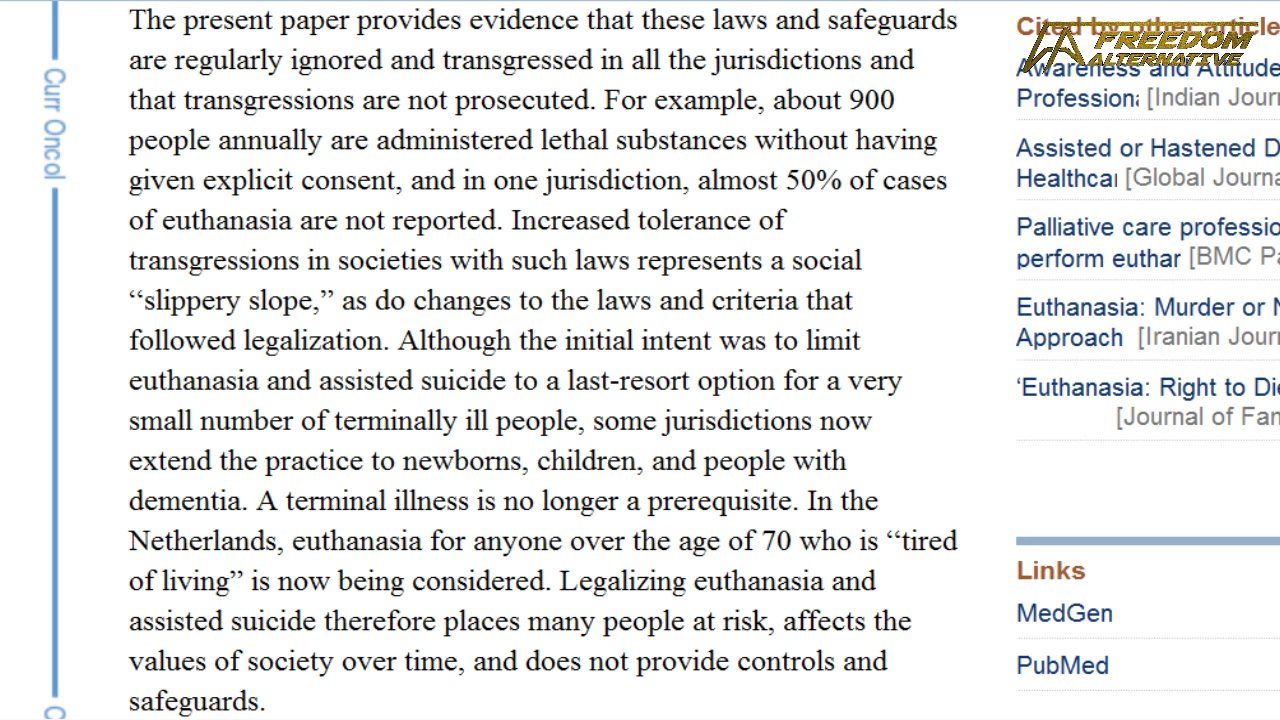 The present paper provides evidence that these laws and safeguards
are regularly ignored and transgressed in all the jurisdictions and
that transgressions are not prosecuted. For example, about 900
people annually are administered lethal substances without having
given explicit consent, and in one jurisdiction, almost 50% of cases
of euthanasia are not reported. Increased tolerance of
transgressions in societies with such laws represents a social
“slippery slope,” as do changes to the laws and criteria that
followed legalization. Although the initial intent was to limit
euthanasia and assisted suicide to a last-resort option for a very
small number of terminally ill people, some jurisdictions now
extend the practice to newborns, children, and people with
dementia. A terminal illness is no longer a prerequisite. In the
Netherlands, euthanasia for anyone over the age of 70 who is “tired
of living” is now being considered. Legalizing euthanasia and
assisted suicide therefore places many people at risk, affects the
values of society over time, and does not provide controls and
safeguards.
Curr Oncol
Cited by other article
FREEDOM
ALTERNATIVE
Awareness and Attitude
[Indian Jour
Assisted or Hastened D
[Global Journa
Palliative care professio
perform euthar [BMC Pa
Euthanasia: Murder or
Approach [Iranian Jour
‘Euthanasia: Right to Die
[Journal of Fam
Links
MedGen
PubMed